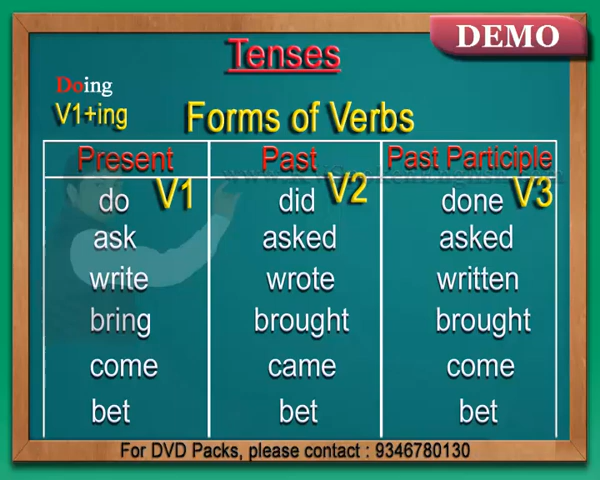 DEMO
Tenses
Doing
V1+ing
Forms of Verbs
Present Past Past Participle
do V1 did V2 done V3
ask asked asked
write wrote written
bring brought brought
come came come
bet bet bet
For DVD Packs, please contact : 9346780130